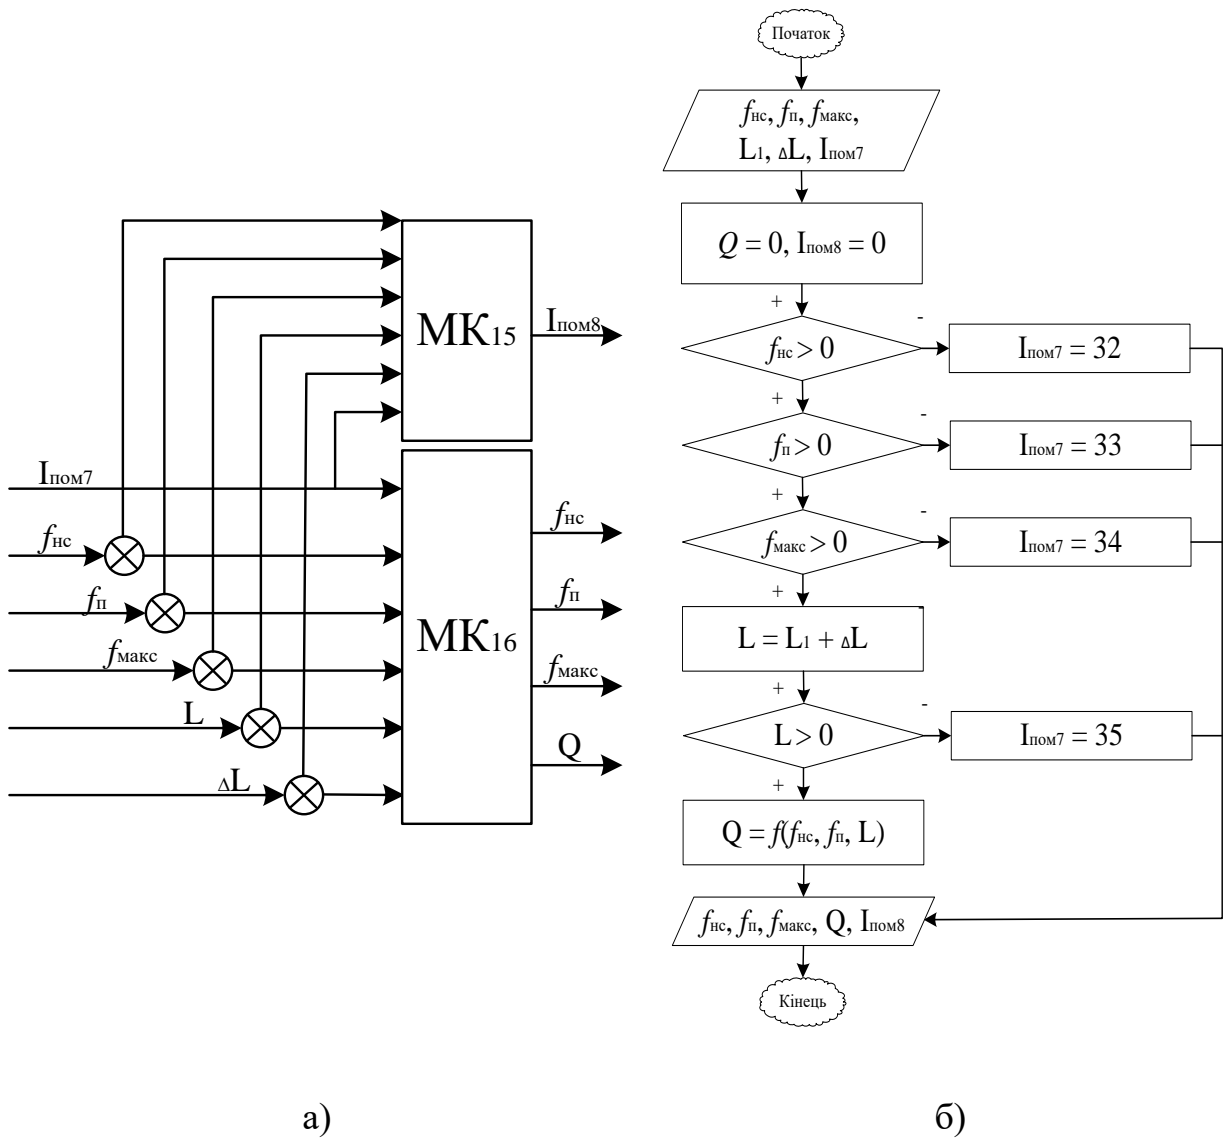 Iпом7
fнс
fп
fмакс
L
ΔL
МК15
Iпом8
МК16
fнс
fп
fмакс
Q
а)
Початок
fнс, fп, fмакс,
L1, ΔL, Iпом7
Q = 0, Iпом8 = 0
+
fнс > 0
-
Iпом7 = 32
+
fп > 0
-
Iпом7 = 33
+
fмакс > 0
-
Iпом7 = 34
+
L = L1 + ΔL
-
+
L > 0
-
Iпом7 = 35
+
Q = f(fнс, fп, L)
fнс, fп, fмакс, Q, Iпом8
Кінець
б)